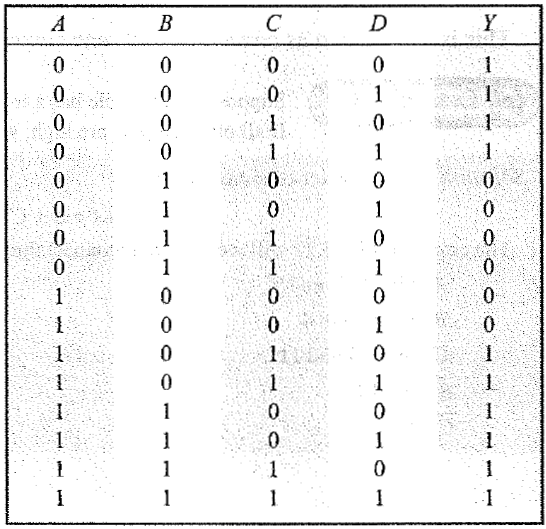 A B C D Y
0 0 0 0 1
0 0 0 1 1
0 0 1 0 1
0 0 1 1 1
0 1 0 0 0
0 1 0 1 0
0 1 1 0 0
0 1 1 1 0
1 0 0 0 0
1 0 0 1 0
1 0 1 0 1
1 0 1 1 1
1 1 0 0 1
1 1 0 1 1
1 1 1 0 1
1 1 1 1 1